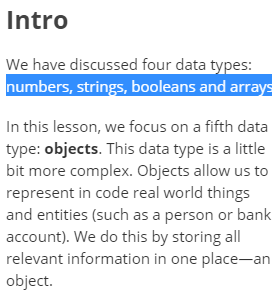 Intro
We have discussed four data types:
numbers, strings, booleans and arrays
In this lesson, we focus on a fifth data
type: objects. This data type is a little
bit more complex. Objects allow us to
represent in code real world things
and entities (such as a person or bank
account). We do this by storing all
relevant information in one place—an
object.